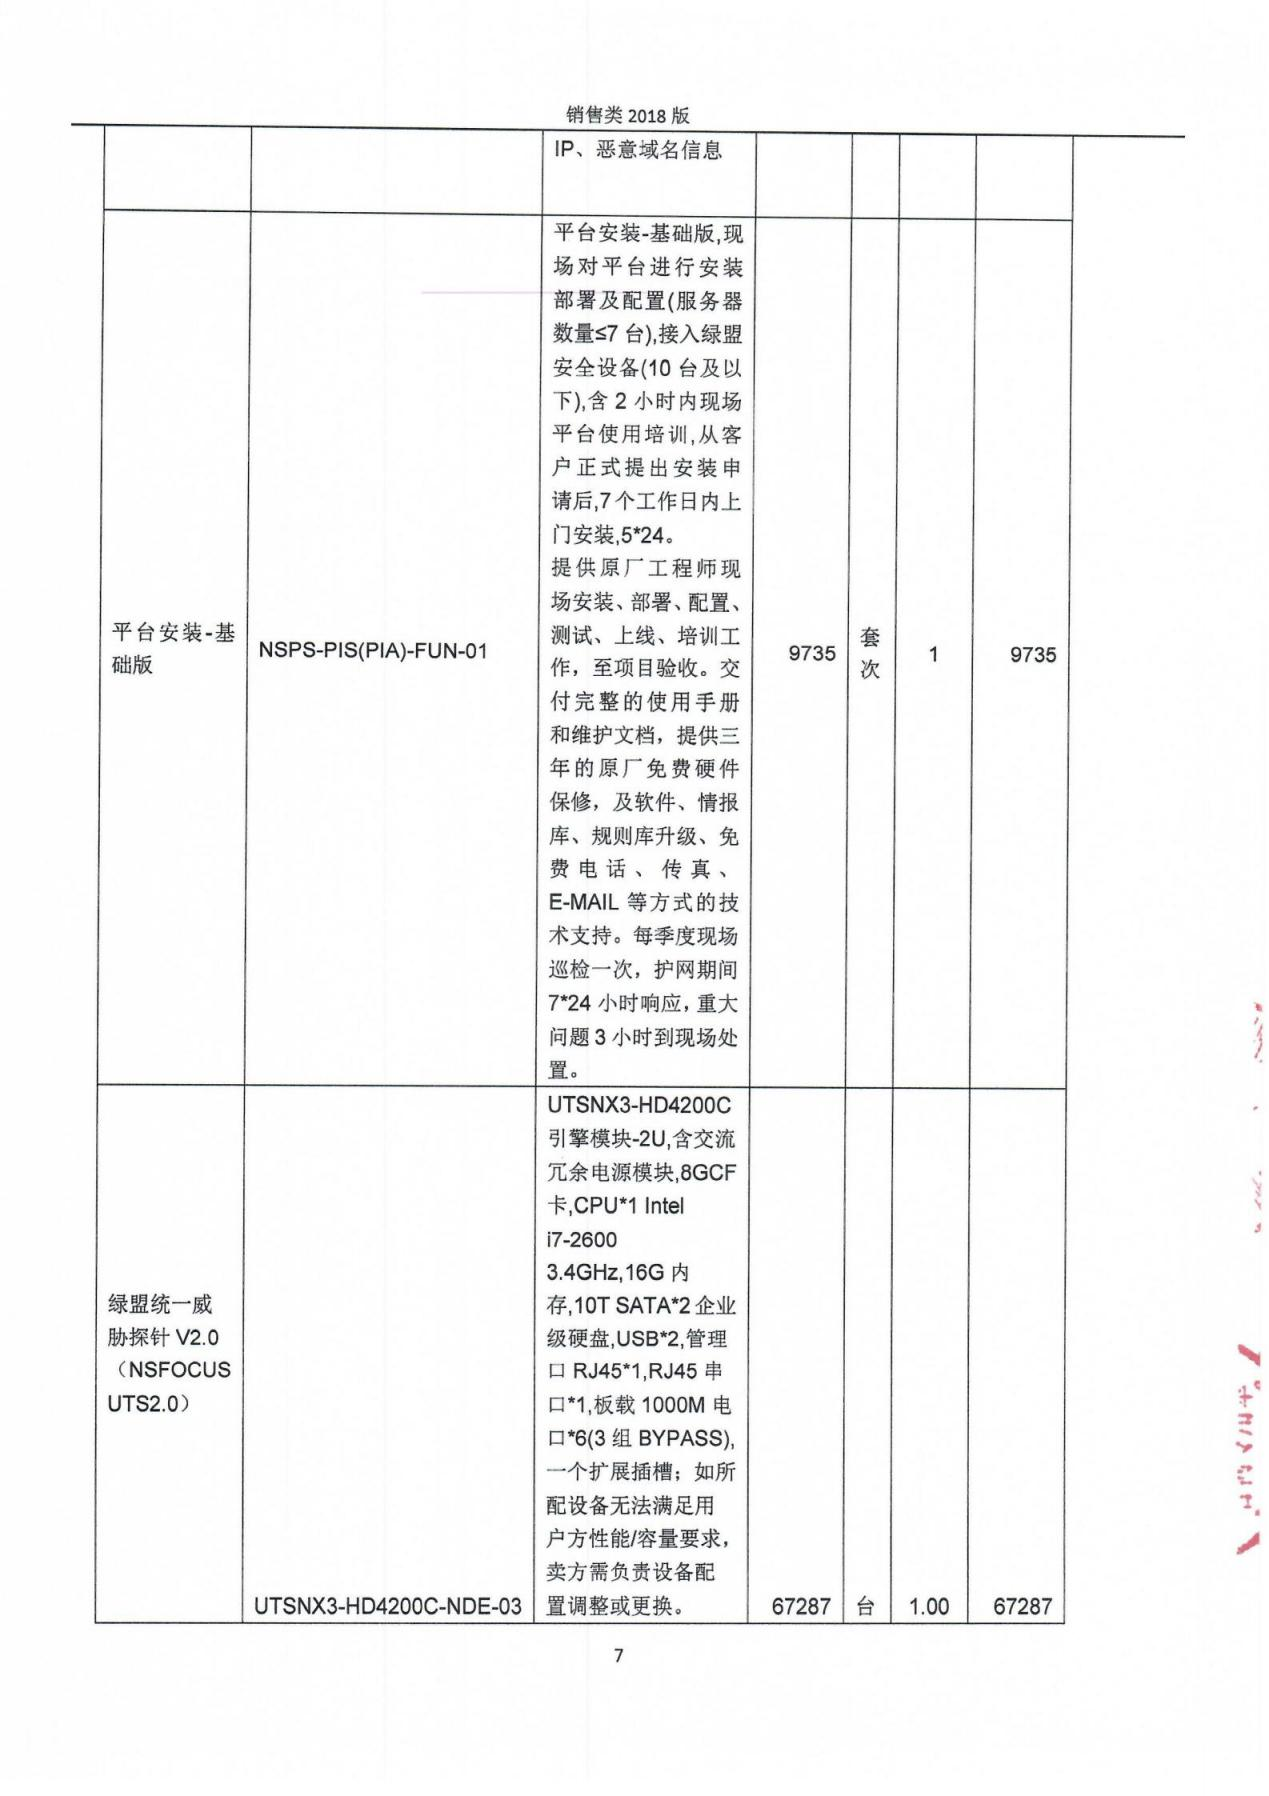 销售类 2018 版
IP、恶意域名信息
平台安装-基
础版
NSPS-PIS(PIA)-FUN-01
平台安装-基础版,现
场对平台进行安装
部署及配置(服务器
数量≤7 台),接入绿盟
安全设备(10 台及以
下),含 2 小时内现场
平台使用培训,从客
户正式提出安装申
请后,7 个工作日内上
门安装,5*24。
提供原厂工程师现
场安装、部署、配置、
测试、上线、培训工
作，至项目验收。交
付完整的使用手册
和维护文档，提供三
年的原厂免费硬件
保修，及软件、情报
库、规则库升级、免
费电话、传真、
E-MAIL 等方式的技
术支持。每季度现场
巡检一次，护网期间
7*24 小时响应，重大
问题 3 小时到现场处
置。
9735
套
次
1
9735
绿盟统一威
胁探针 V2.0
（NSFOCUS
UTS2.0）
UTSNX3-HD4200C-NDE-03
UTSNX3-HD4200C
引擎模块-2U,含交流
冗余电源模块,8GCF
卡,CPU*1 Intel
i7-2600
3.4GHz,16G 内
存,10T SATA*2 企业
级硬盘,USB*2,管理
口 RJ45*1,RJ45 串
口*1,板载 1000M 电
口*6(3 组 BYPASS),
一个扩展插槽；如所
配设备无法满足用
户方性能/容量要求，
卖方需负责设备配
置调整或更换。
67287
台
1.00
67287
7